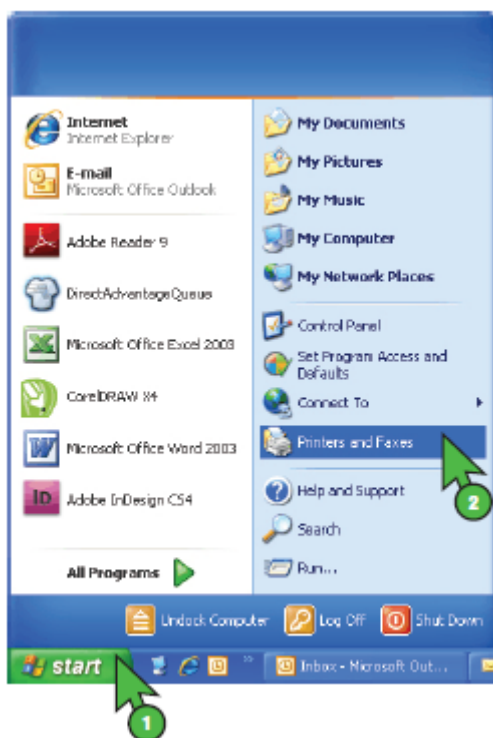 Internet
Internet Explorer
E-mail
Microsoft Office Outlook
Adobe Reader 9
DirectAdvantageQueue
Microsoft Office Excel 2003
CorelDRAW X4
Microsoft Office Word 2003
Adobe InDesign CS4
All Programs
My Documents
My Pictures
My Music
My Computer
My Network Places
Control Panel
Set Program Access and
Defaults
Connect To
Printers and Faxes
2
Help and Support
Search
Run...
Undock Computer
Log Off
Shut Down
start
Inbox - Microsoft Out...
1